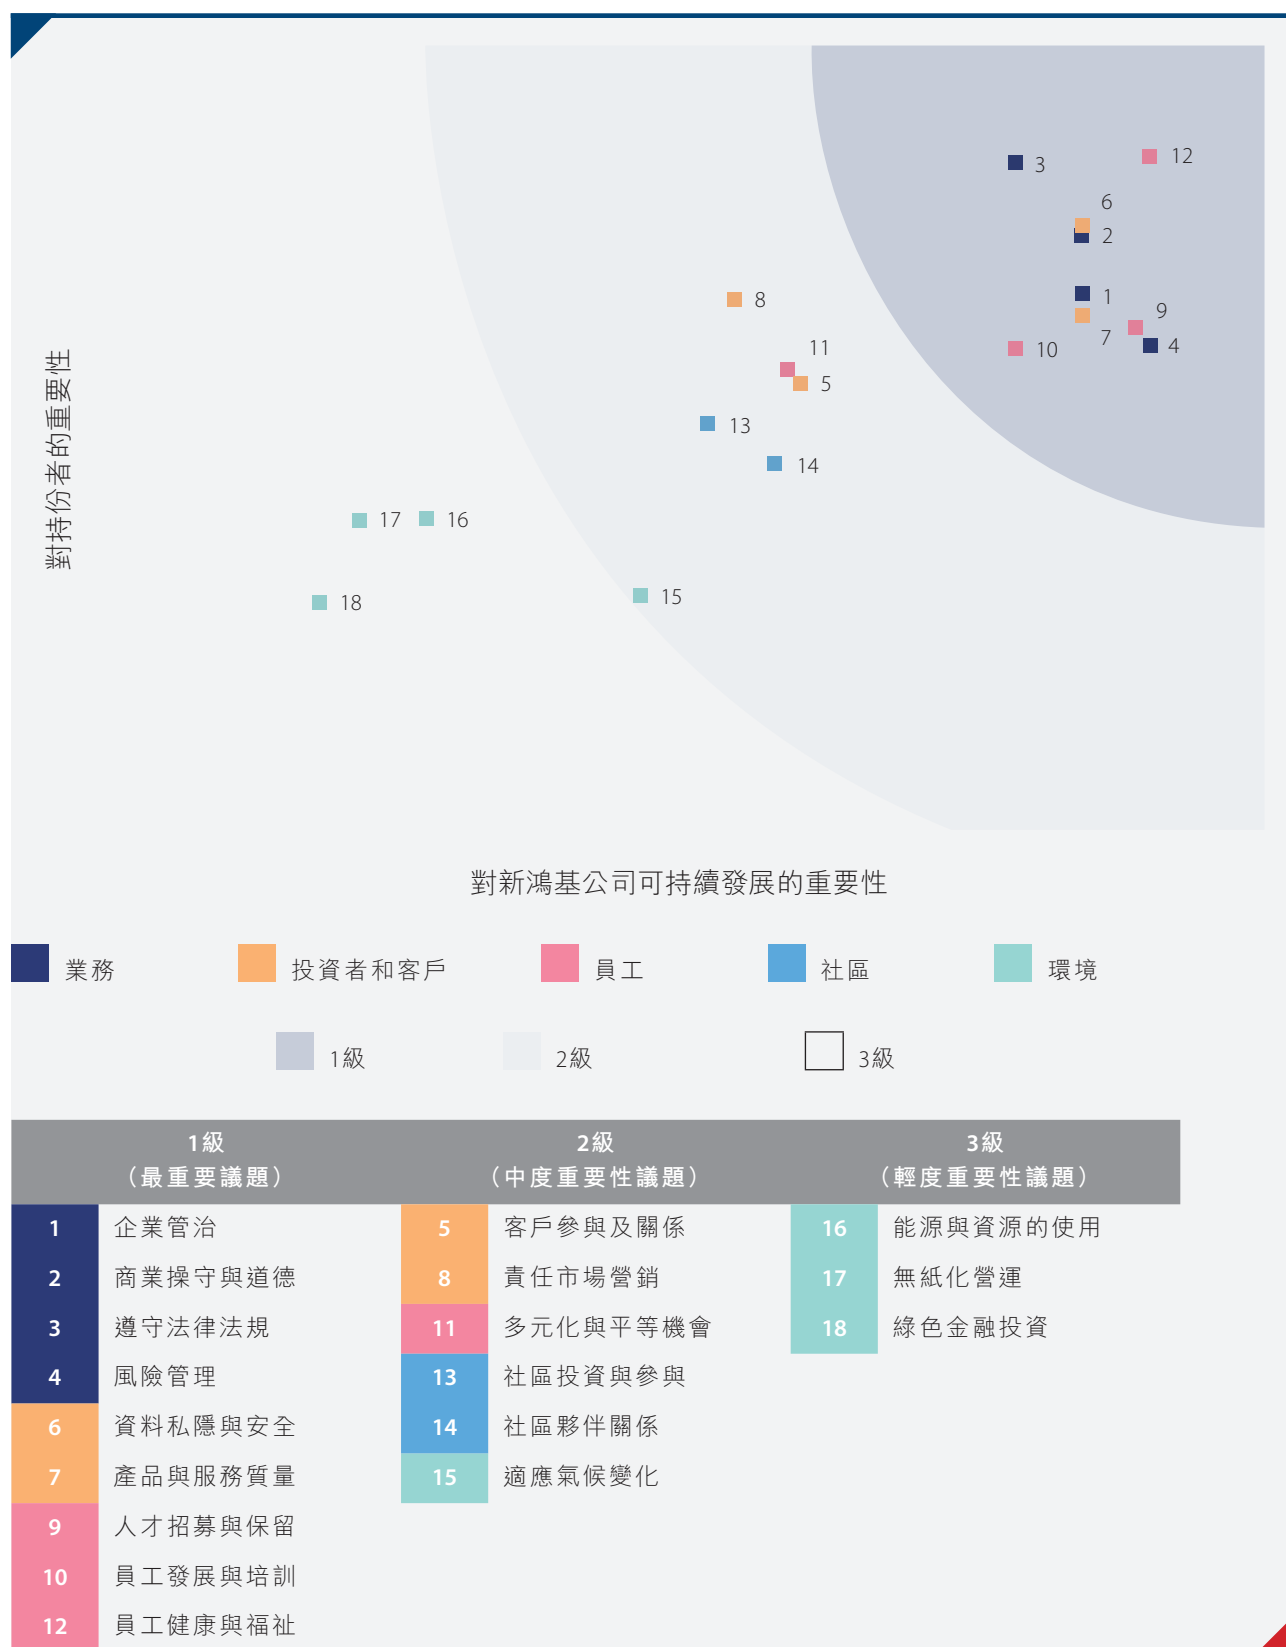 12
3
6
2
1
9
7
4
10
8
11
5
13
14
17
16
18
15
對持份者的重要性
對新鴻基公司可持續發展的重要性
業務 投資者和客戶 員工 社區 環境
1級 2級 3級
1級 2級 3級
（最重要議題） （中度重要性議題） （輕度重要性議題）
1 企業管治 5 客戶參與及關係 16 能源與資源的使用
2 商業操守與道德 8 責任市場營銷 17 無紙化營運
3 遵守法律法規 11 多元化與平等機會 18 綠色金融投資
4 風險管理 13 社區投資與參與
6 資料私隱與安全 14 社區夥伴關係
7 產品與服務質量 15 適應氣候變化
9 人才招募與保留
10 員工發展與培訓
12 員工健康與福祉